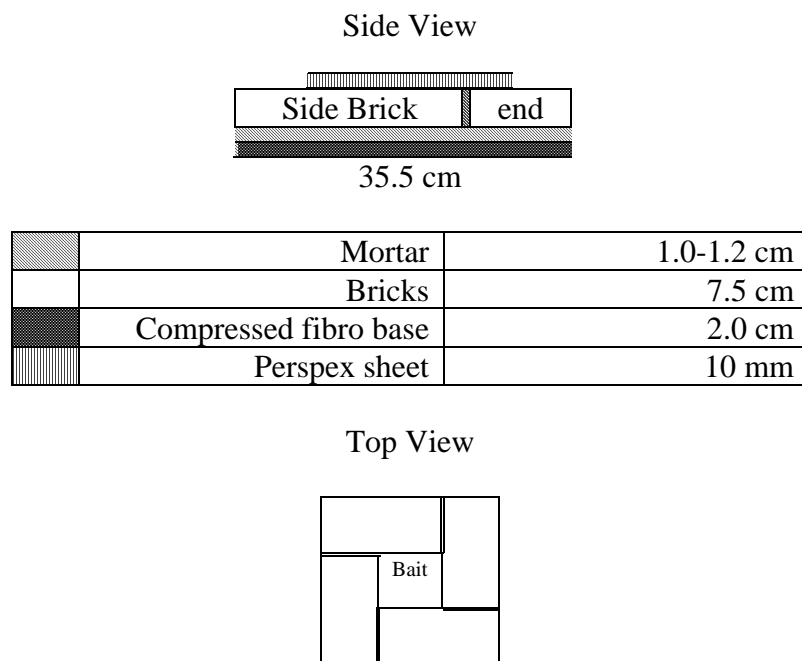 Side View
Side Brick end
35.5 cm
Mortar 1.0-1.2 cm
Bricks 7.5 cm
Compressed fibro base 2.0 cm
Perspex sheet 10 mm
Top View
Bait